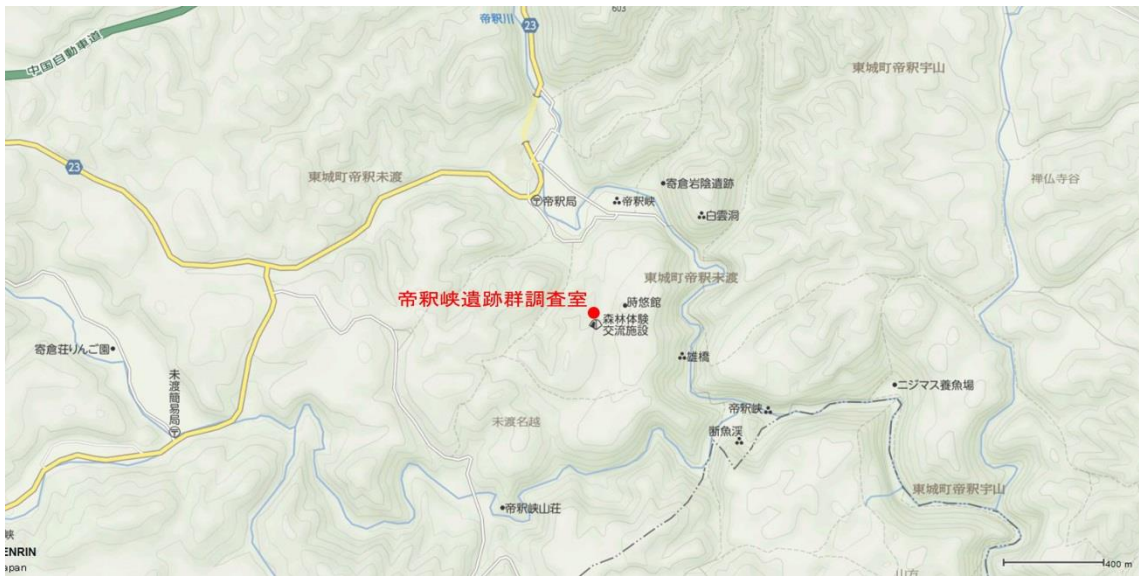 603
帝釈川
23
中国自動車道
東城町帝釈宇山
23
東城町帝釈未渡
寄倉岩陰遺跡
禅仏寺谷
帝釈局
帝釈峡
白雲洞
東城町帝釈未渡
帝釈峡遺跡群調査室
時悠館
森林体験
交流施設
寄倉荘りんご園
雄橋
未渡簡易局
ニジマス養魚場
帝釈峡
未渡名越
断魚渓
東城町帝釈宇山
帝釈峡山荘
峡
ENRIN
apan
山方
400 m